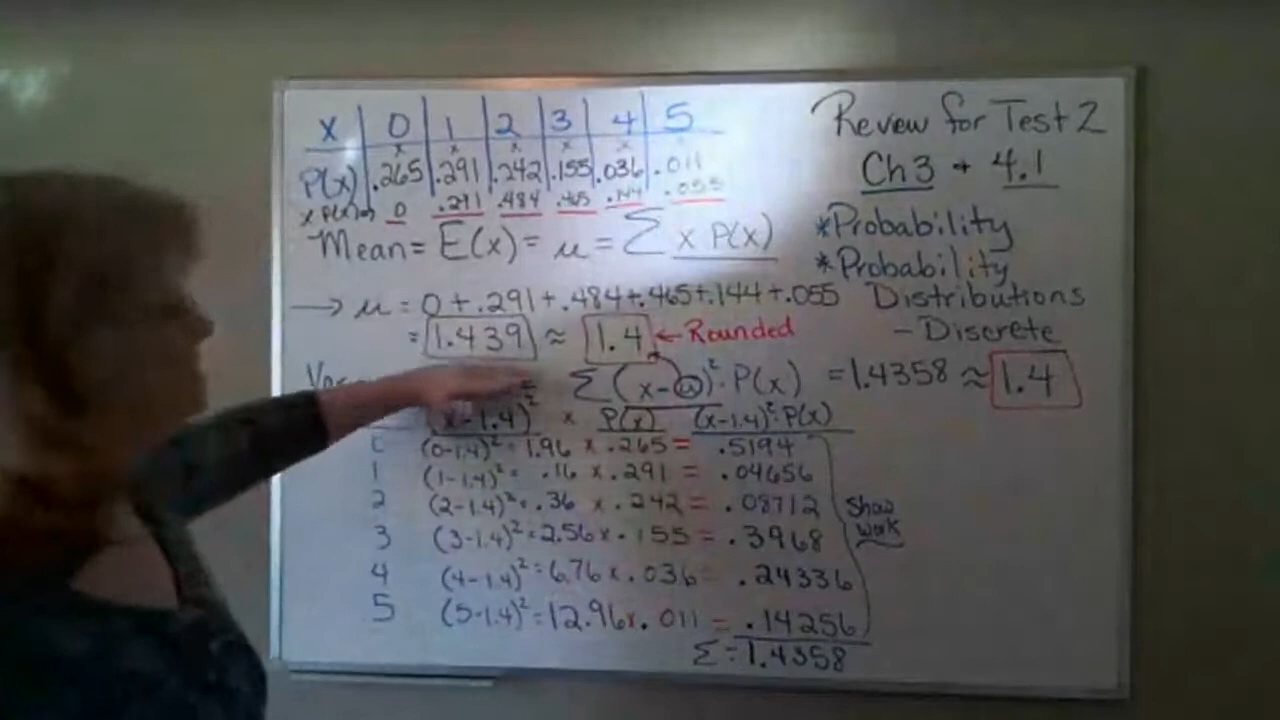 x 0 1 2 3 4 5
P(x) .265 .291 .242 .155 .036 .011
x P(x)→ 0 .291 .484 .465 .144 .055
Mean = E(x) = μ = Σ x P(x)
→ μ = 0 + .291 + .484 + .465 + .144 + .055
= 1.439 ≈ 1.4 ← Rounded
Σ (x - μ)² · P(x) = 1.4358 ≈ 1.4
(x-1.4)² x P(x) (x-1.4)²·P(x)
(0-1.4)² = 1.96 x .265 = .5194
1 (1-1.4)² = .16 x .291 = .04656
2 (2-1.4)² = .36 x .242 = .08712
3 (3-1.4)² = 2.56 x .155 = .3968
4 (4-1.4)² = 6.76 x .036 = .24336
5 (5-1.4)² = 12.96 x .011 = .14256
Σ = 1.4358
Show
work
Review for Test 2
Ch 3 + 4.1
*Probability
*Probability
Distributions
- Discrete